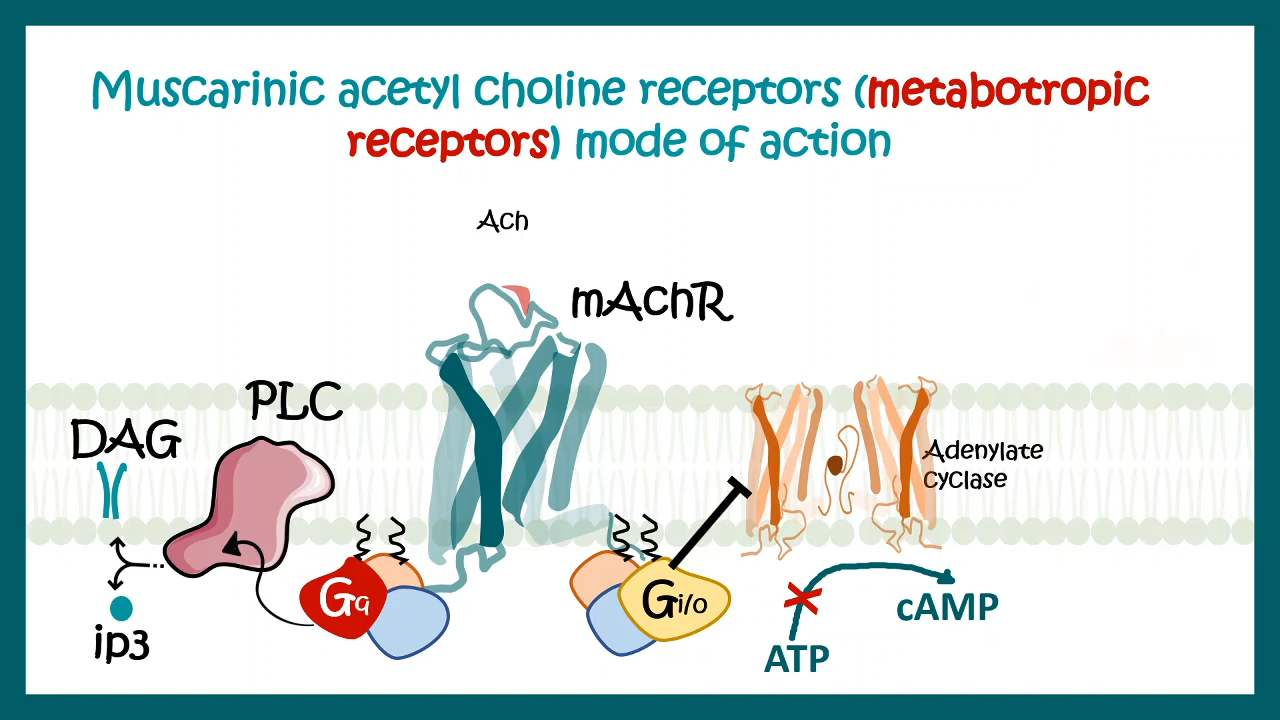 Muscarinic acetyl choline receptors (metabotropic
receptors) mode of action
Ach
mAchR
PLC
DAG
Adenylate
cyclase
Gq
Gi/o
ip3
cAMP
ATP